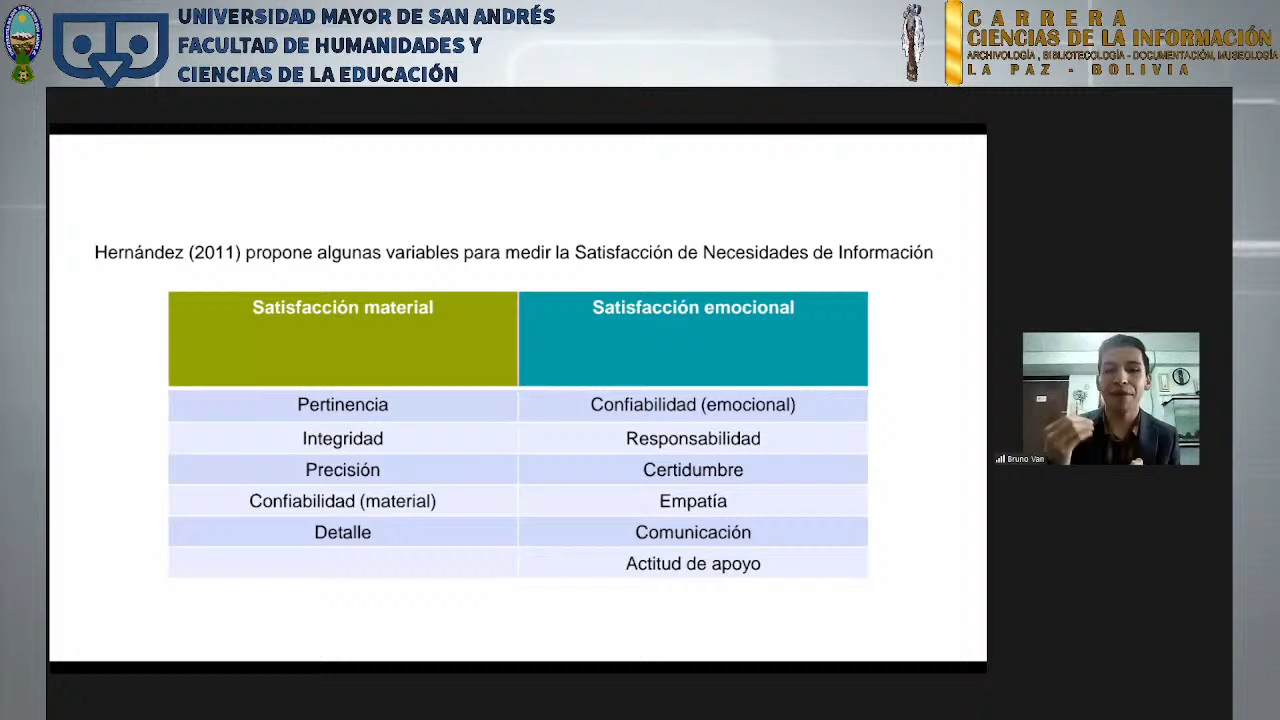 UNIVERSIDAD MAYOR DE SAN ANDRÉS
FACULTAD DE HUMANIDADES Y
CIENCIAS DE LA EDUCACIÓN
CARRERA
CIENCIAS DE LA INFORMACIÓN
ARCHIVOLOGÍA, BIBLIOTECOLOGÍA - DOCUMENTACIÓN, MUSEOLOGÍA
LA PAZ - BOLIVIA
Hernández (2011) propone algunas variables para medir la Satisfacción de Necesidades de Información
Satisfacción material
Satisfacción emocional
Pertinencia
Confiabilidad (emocional)
Integridad
Responsabilidad
Precisión
Certidumbre
Confiabilidad (material)
Empatía
Detalle
Comunicación
Actitud de apoyo
Bruno Van